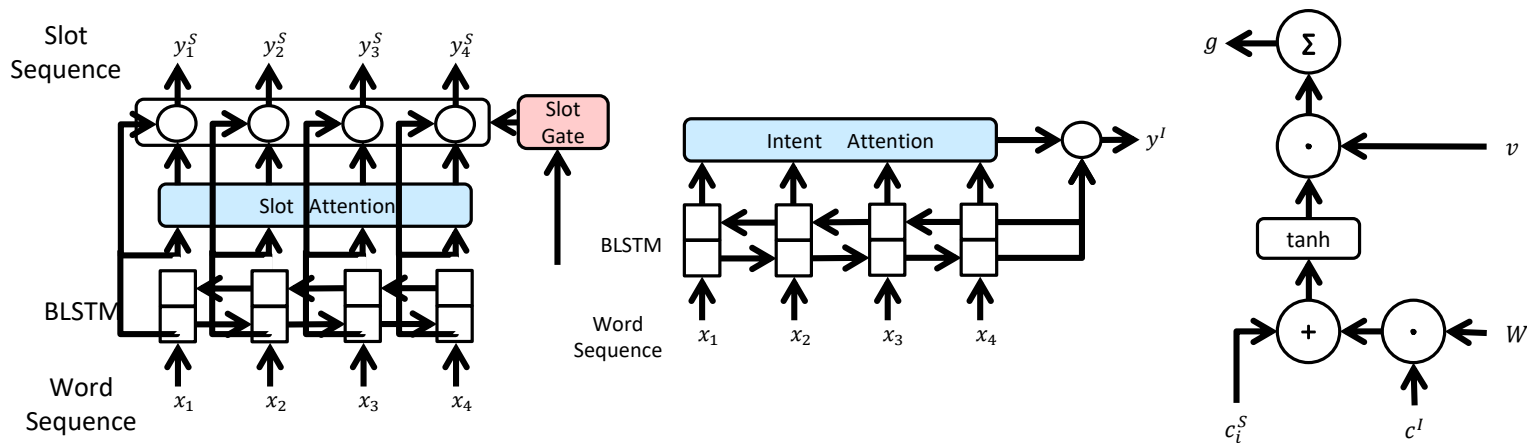 Slot
Sequence
y_1^S y_2^S y_3^S y_4^S
Slot
Gate
Slot Attention
BLSTM
Word
Sequence
x_1 x_2 x_3 x_4
Intent Attention
y^I
BLSTM
Word
Sequence
x_1 x_2 x_3 x_4
g
Σ
·
v
tanh
+
·
W
c_i^S
c^I